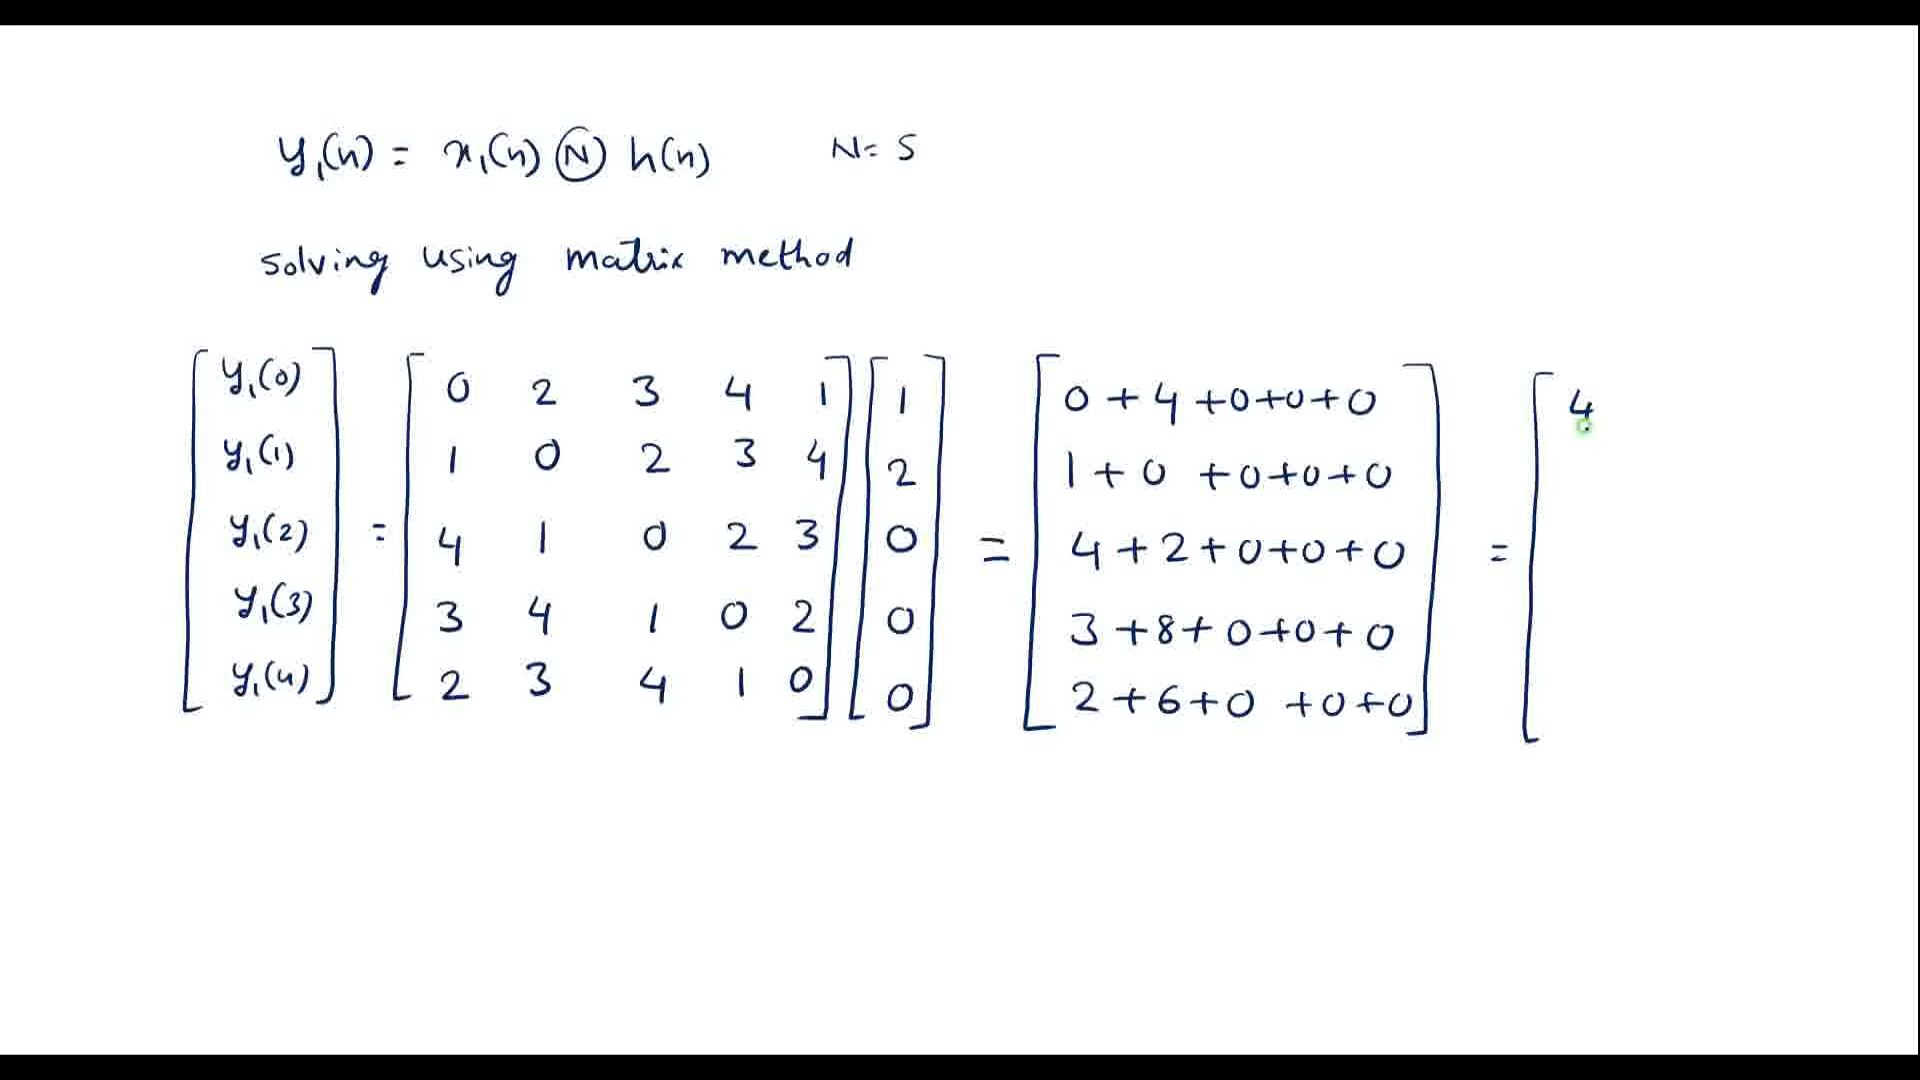 y₁(n) = x₁(n) Ⓝ h(n) N= 5
solving using matrix method
[y₁(0)] [0 2 3 4 1] [1] [0+4+0+0+0] [4
[y₁(1)] [1 0 2 3 4] [2] [1+0+0+0+0]
[y₁(2)] = [4 1 0 2 3] [0] = [4+2+0+0+0] = [
[y₁(3)] [3 4 1 0 2] [0] [3+8+0+0+0]
[y₁(4)] [2 3 4 1 0] [0] [2+6+0+0+0]